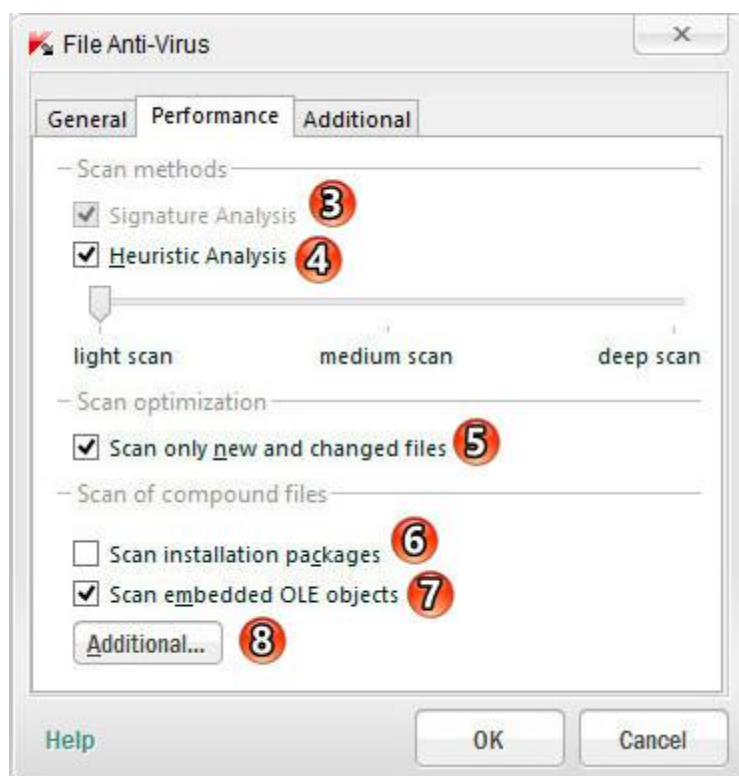 File Anti-Virus
General Performance Additional
Scan methods
Signature Analysis 3
Heuristic Analysis 4
light scan medium scan deep scan
Scan optimization
Scan only new and changed files 5
Scan of compound files
Scan installation packages 6
Scan embedded OLE objects 7
Additional... 8
Help OK Cancel